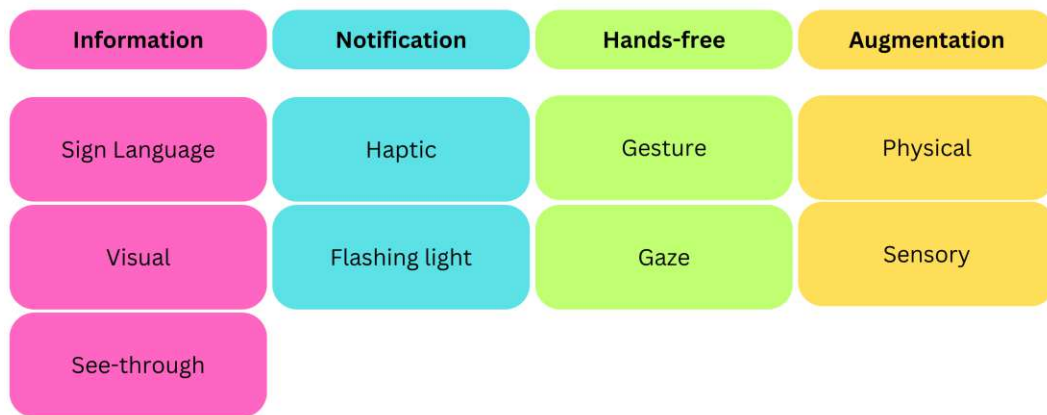 Information
Notification
Hands-free
Augmentation
Sign Language
Haptic
Gesture
Physical
Visual
Flashing light
Gaze
Sensory
See-through